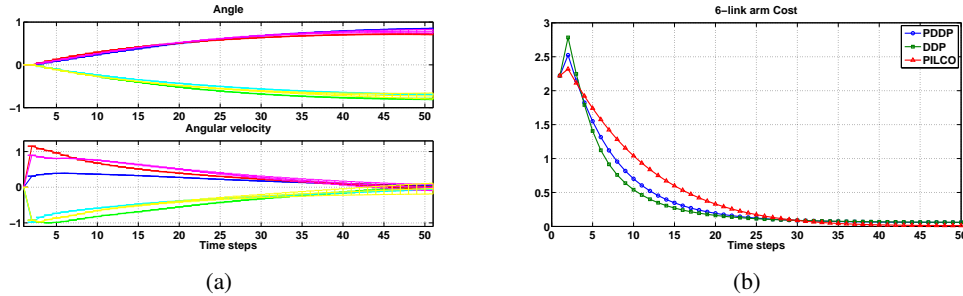 Angle
1
0
−1
5 10 15 20 25 30 35 40 45 50
Angular velocity
1
0
−1
5 10 15 20 25 30 35 40 45 50
Time steps
(a)
6−link arm Cost
3
2.5
2
1.5
1
0.5
0
0 5 10 15 20 25 30 35 40 45 50
Time steps
PDDP
DDP
PILCO
(b)